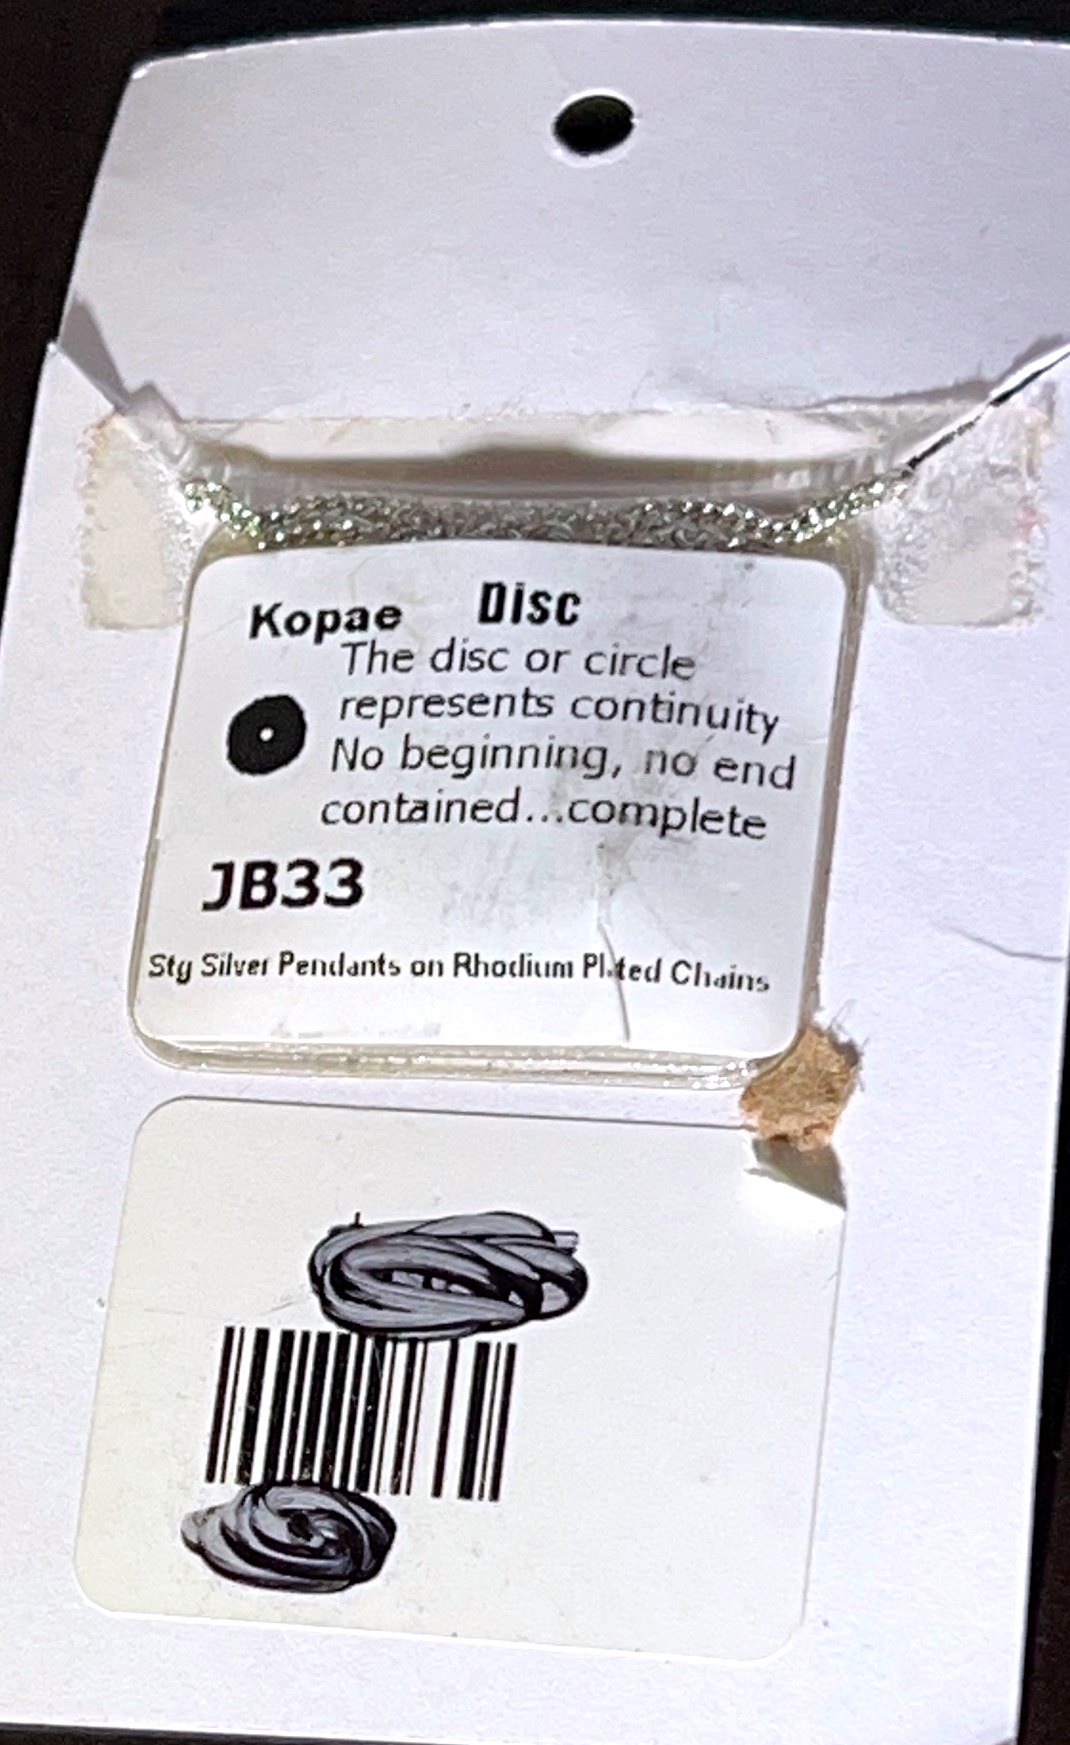 Kopae Disc
The disc or circle
represents continuity
No beginning, no end
contained...complete
JB33
Sty Silver Pendants on Rhodium Plated Chains